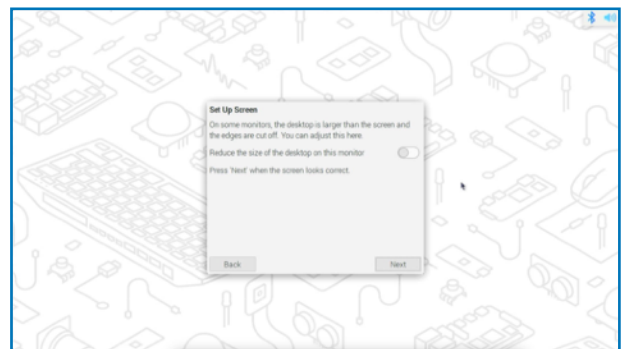 Set Up Screen
On some monitors, the desktop is larger than the screen and
the edges are cut off. You can adjust this here.
Reduce the size of the desktop on this monitor
Press 'Next' when the screen looks correct.
Back
Next